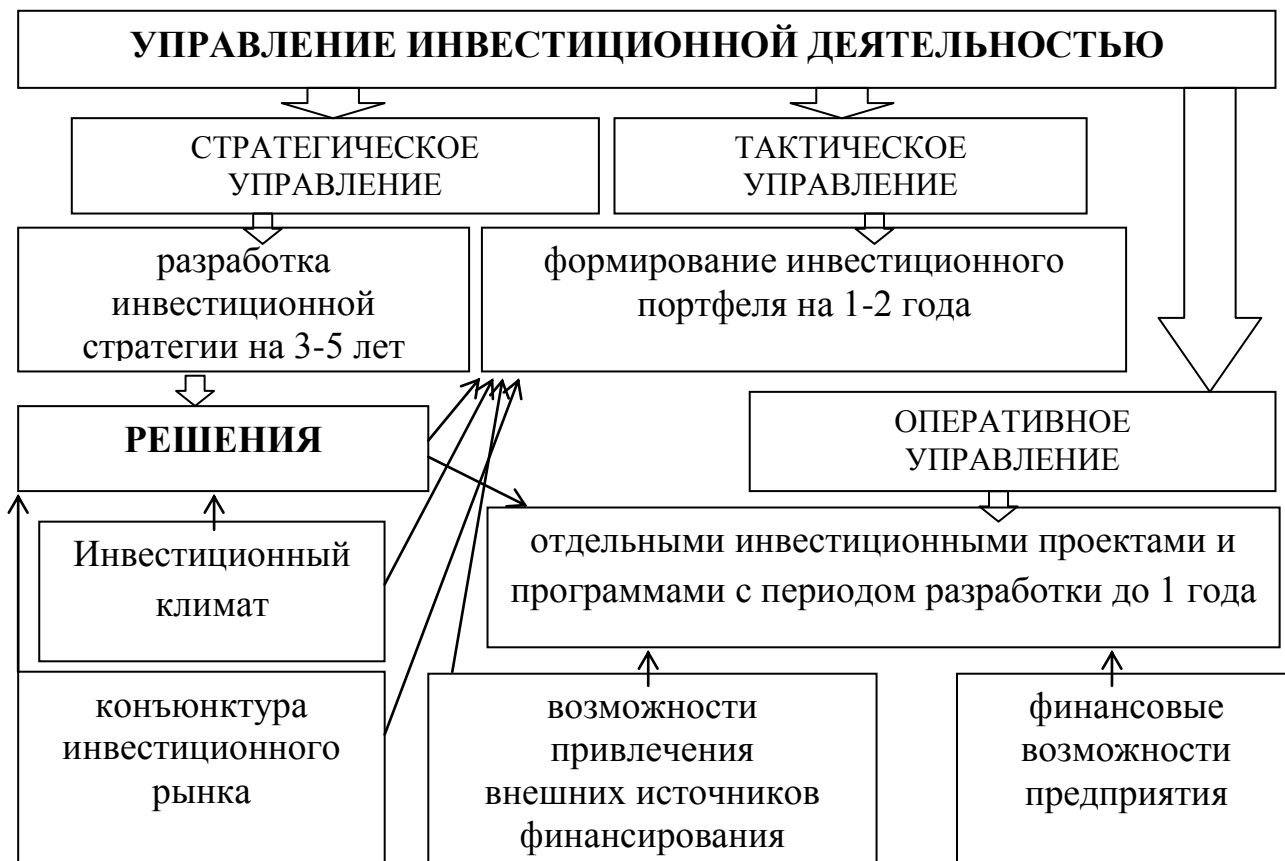 УПРАВЛЕНИЕ ИНВЕСТИЦИОННОЙ ДЕЯТЕЛЬНОСТЬЮ
СТРАТЕГИЧЕСКОЕ
УПРАВЛЕНИЕ
ТАКТИЧЕСКОЕ
УПРАВЛЕНИЕ
разработка
инвестиционной
стратегии на 3-5 лет
формирование инвестиционного
портфеля на 1-2 года
РЕШЕНИЯ
ОПЕРАТИВНОЕ
УПРАВЛЕНИЕ
Инвестиционный
климат
отдельными инвестиционными проектами и
программами с периодом разработки до 1 года
конъюнктура
инвестиционного
рынка
возможности
привлечения
внешних источников
финансирования
финансовые
возможности
предприятия